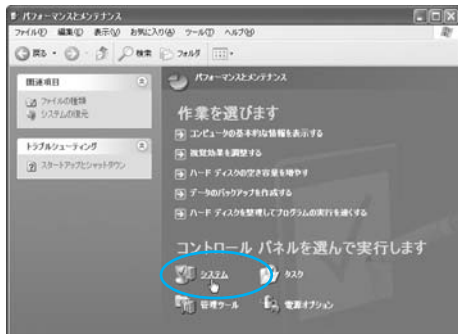 パフォーマンスとメンテナンス
ファイル(F) 編集(E) 表示(V) お気に入り(A) ツール(T) ヘルプ(H)
戻る 検索 フォルダ
関連項目
ファイルの種類
システムの復元
トラブルシューティング
スタートアップとシャットダウン
パフォーマンスとメンテナンス
作業を選びます
コンピュータの基本的な情報を表示する
視覚効果を調整する
ハード ディスクの空き容量を増やす
データのバックアップを作成する
ハード ディスクを整理してプログラムの実行を速くする
コントロール パネルを選んで実行します
システム
タスク
管理ツール
電源オプション